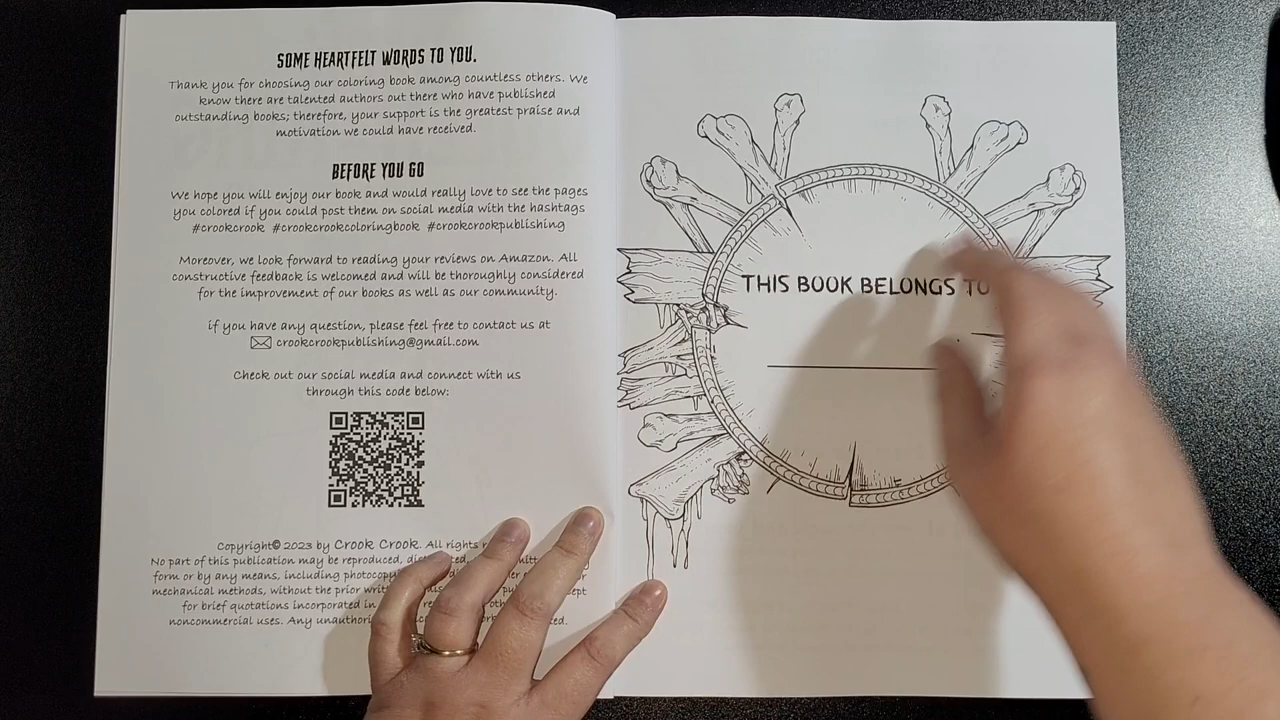 SOME HEARTFELT WORDS TO YOU.
Thank you for choosing our coloring book among countless others. We
know there are talented authors out there who have published
outstanding books; therefore, your support is the greatest praise and
motivation we could have received.
BEFORE YOU GO
We hope you will enjoy our book and would really love to see the pages
you colored if you could post them on social media with the hashtags
#crookcrook #crookcrookcoloringbook #crookcrookpublishing
Moreover, we look forward to reading your reviews on Amazon. All
constructive feedback is welcomed and will be thoroughly considered
for the improvement of our books as well as our community.
if you have any question, please feel free to contact us at
crookcrookpublishing@gmail.com
Check out our social media and connect with us
through this code below:
Copyright© 2023 by Crook Crook. All rights
No part of this publication may be reproduced,
form or by any means, including
mechanical methods, without the prior
for brief quotations incorporated in
noncommercial uses. Any
THIS BOOK BELONGS TO